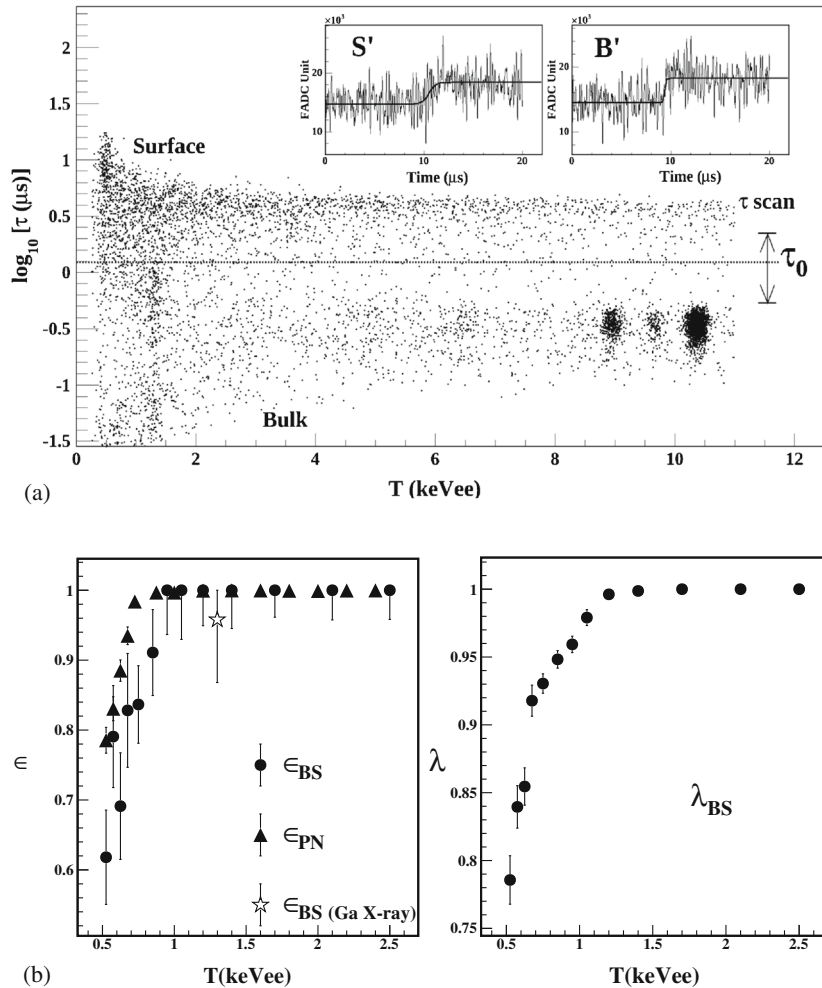 ×10³
×10³
S'
B'
FADC Unit
20
10
0
10
20
Time (μs)
FADC Unit
20
10
0
10
20
Time (μs)
2
1.5
1
0.5
0
-0.5
-1
-1.5
log₁₀ [τ (μs)]
Surface
τ scan
τ₀
Bulk
0
2
4
6
8
10
12
T (keVee)
(a)
1
0.9
0.8
0.7
0.6
∈
∈BS
∈PN
∈BS (Ga X-ray)
0.5
1
1.5
2
2.5
T(keVee)
1
0.95
0.9
0.85
0.8
0.75
λ
λBS
0.5
1
1.5
2
2.5
T(keVee)
(b)